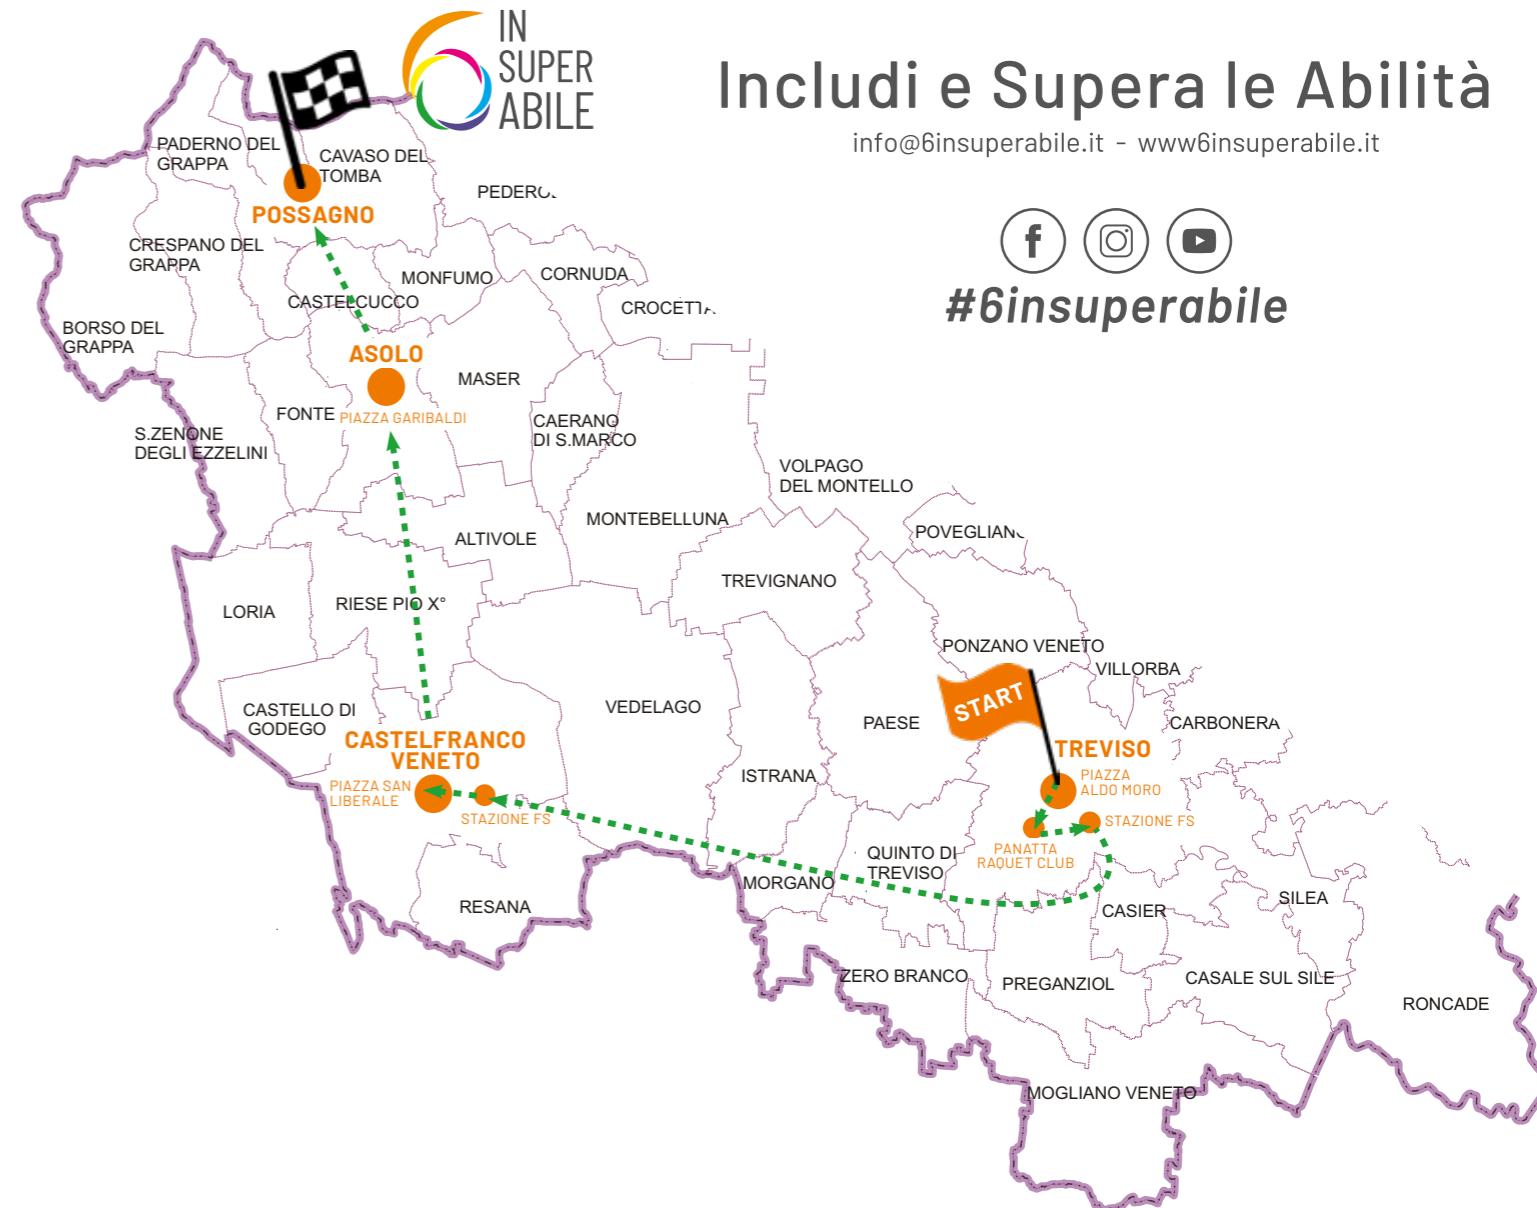 IN
SUPER
ABILE
Includi e Supera le Abilità
info@6insuperabile.it - www6insuperabile.it
#6insuperabile
PADERNO DEL
GRAPPA
CAVASO DEL
TOMBA
POSSAGNO
CRESPANO DEL
GRAPPA
MONFUMO
CORNUDA
CASTELCUCCO
BORSO DEL
GRAPPA
ASOLO
MASER
FONTE
PIAZZA GARIBALDI
CAERANO
DI S.MARCO
S.ZENONE
DEGLI EZZELINI
VOLPAGO
DEL MONTELLO
MONTEBELLUNA
ALTIVOLE
TREVIGNANO
LORIA
RIESE PIO X°
PONZANO VENETO
VILLORBA
START
CASTELLO DI
GODEGO
VEDELAGO
PAESE
CARBONERA
CASTELFRANCO
VENETO
TREVISO
PIAZZA
ALDO MORO
ISTRANA
PIAZZA SAN
LIBERALE
STAZIONE FS
STAZIONE FS
PANATTA
RAQUET CLUB
QUINTO DI
TREVISO
MORGANO
RESANA
CASIER
SILEA
ZERO BRANCO
PREGANZIOL
CASALE SUL SILE
RONCADE
MOGLIANO VENETO